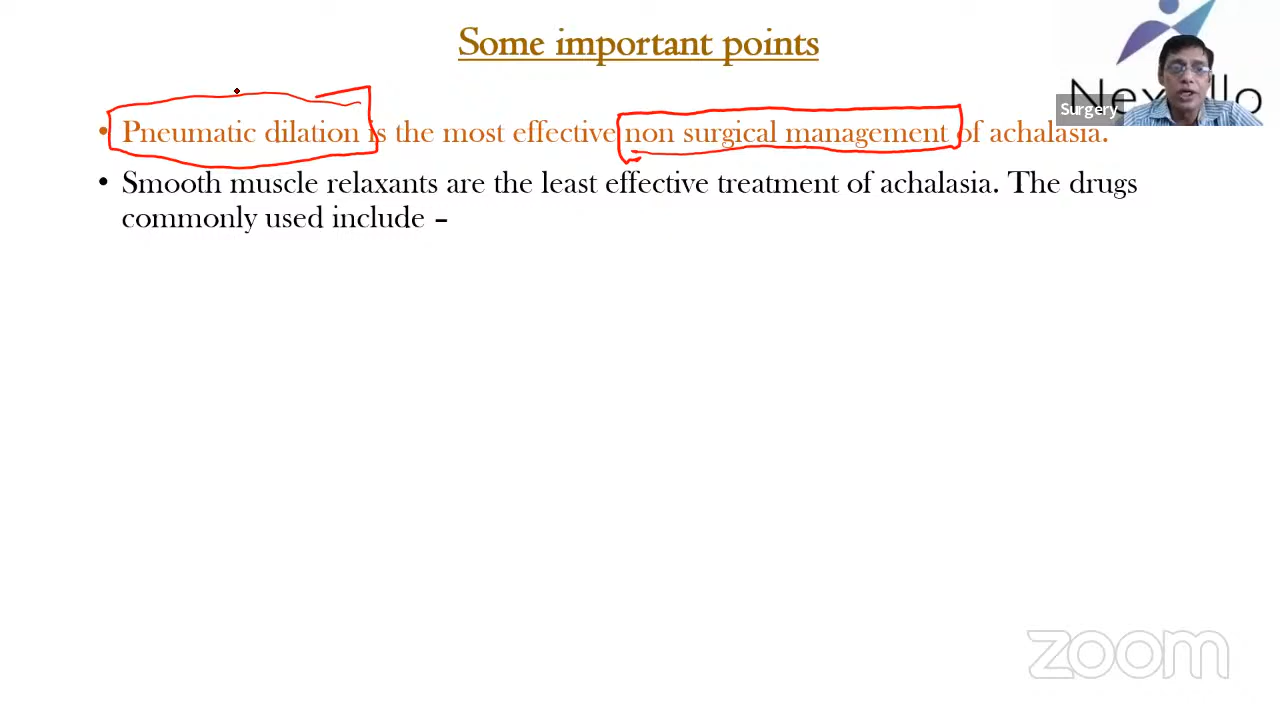 Some important points
• Pneumatic dilation is the most effective non surgical management of achalasia.
• Smooth muscle relaxants are the least effective treatment of achalasia. The drugs
commonly used include –
Surgery
zoom